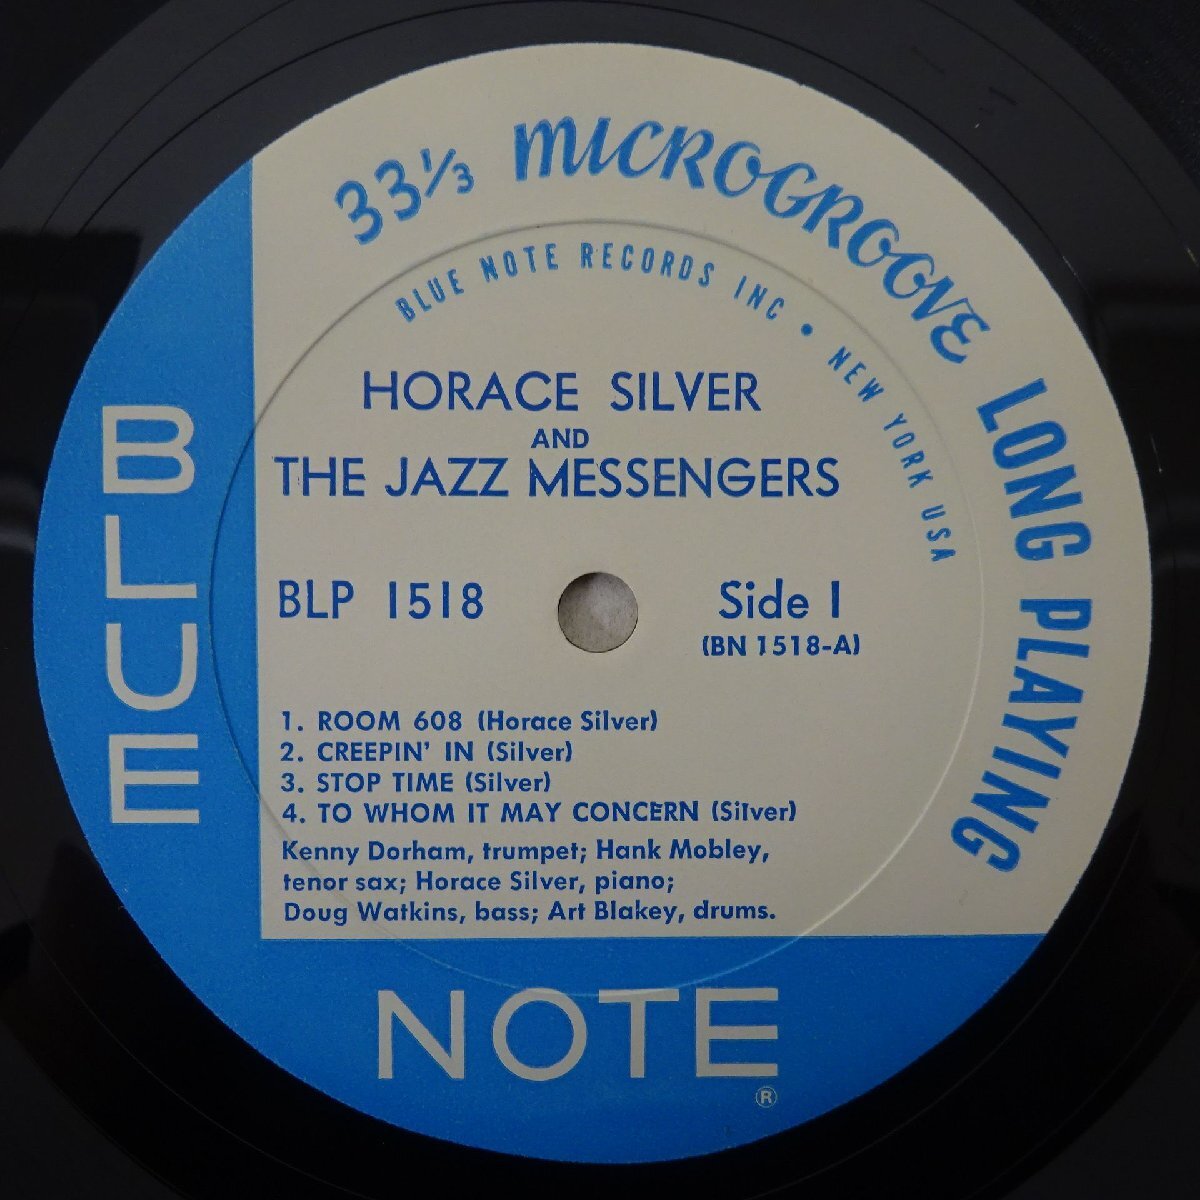 33⅓ MICROGROOVE LONG PLAYING
BLUE NOTE RECORDS INC • NEW YORK USA
HORACE SILVER
AND
THE JAZZ MESSENGERS
BLP 1518
Side 1
(BN 1518-A)
1. ROOM 608 (Horace Silver)
2. CREEPIN' IN (Silver)
3. STOP TIME (Silver)
4. TO WHOM IT MAY CONCERN (Silver)
Kenny Dorham, trumpet; Hank Mobley,
tenor sax; Horace Silver, piano;
Doug Watkins, bass; Art Blakey, drums.
BLUE
NOTE
®